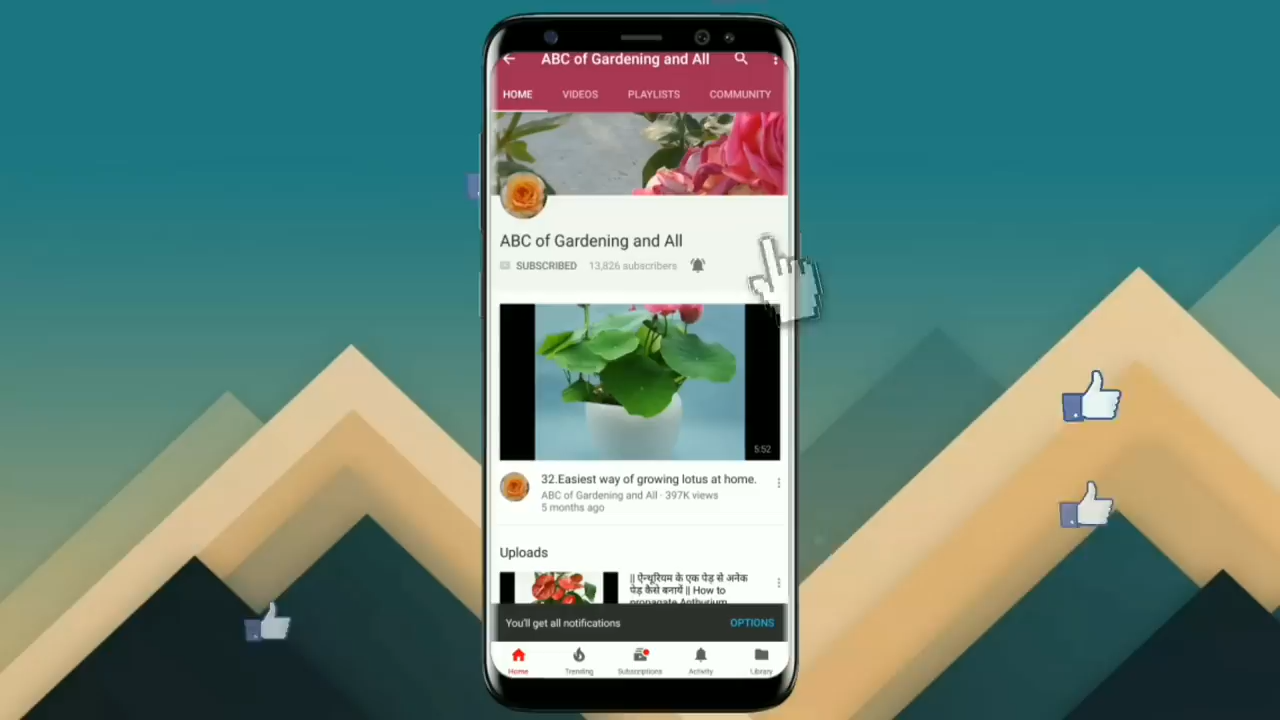 ABC of Gardening and All
HOME VIDEOS PLAYLISTS COMMUNITY
ABC of Gardening and All
SUBSCRIBED 13,826 subscribers
5:52
32.Easiest way of growing lotus at home.
ABC of Gardening and All · 397K views
5 months ago
Uploads
|| ऐन्थूरियम के एक पेड़ से अनेक
पेड़ कैसे बनायें || How to
propagate Anthurium
You'll get all notifications OPTIONS
Home Trending Subscriptions Activity Library